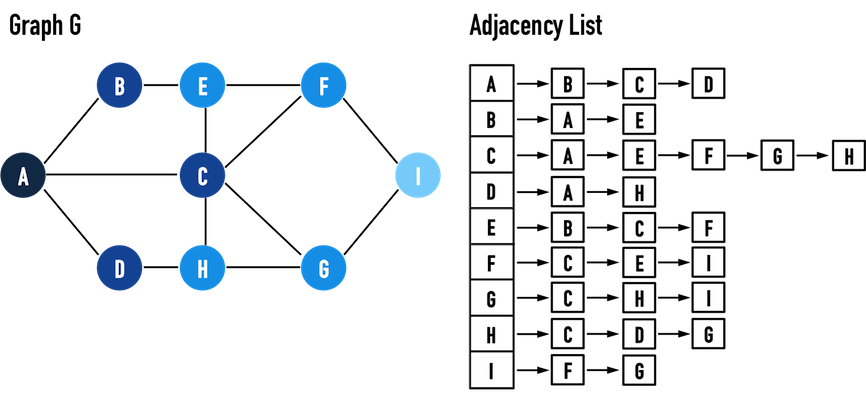 Graph G
B E F
A C I
D H G
Adjacency List
A B C D
B A E
C A E F G H
D A H
E B C F
F C E I
G C H I
H C D G
I F G